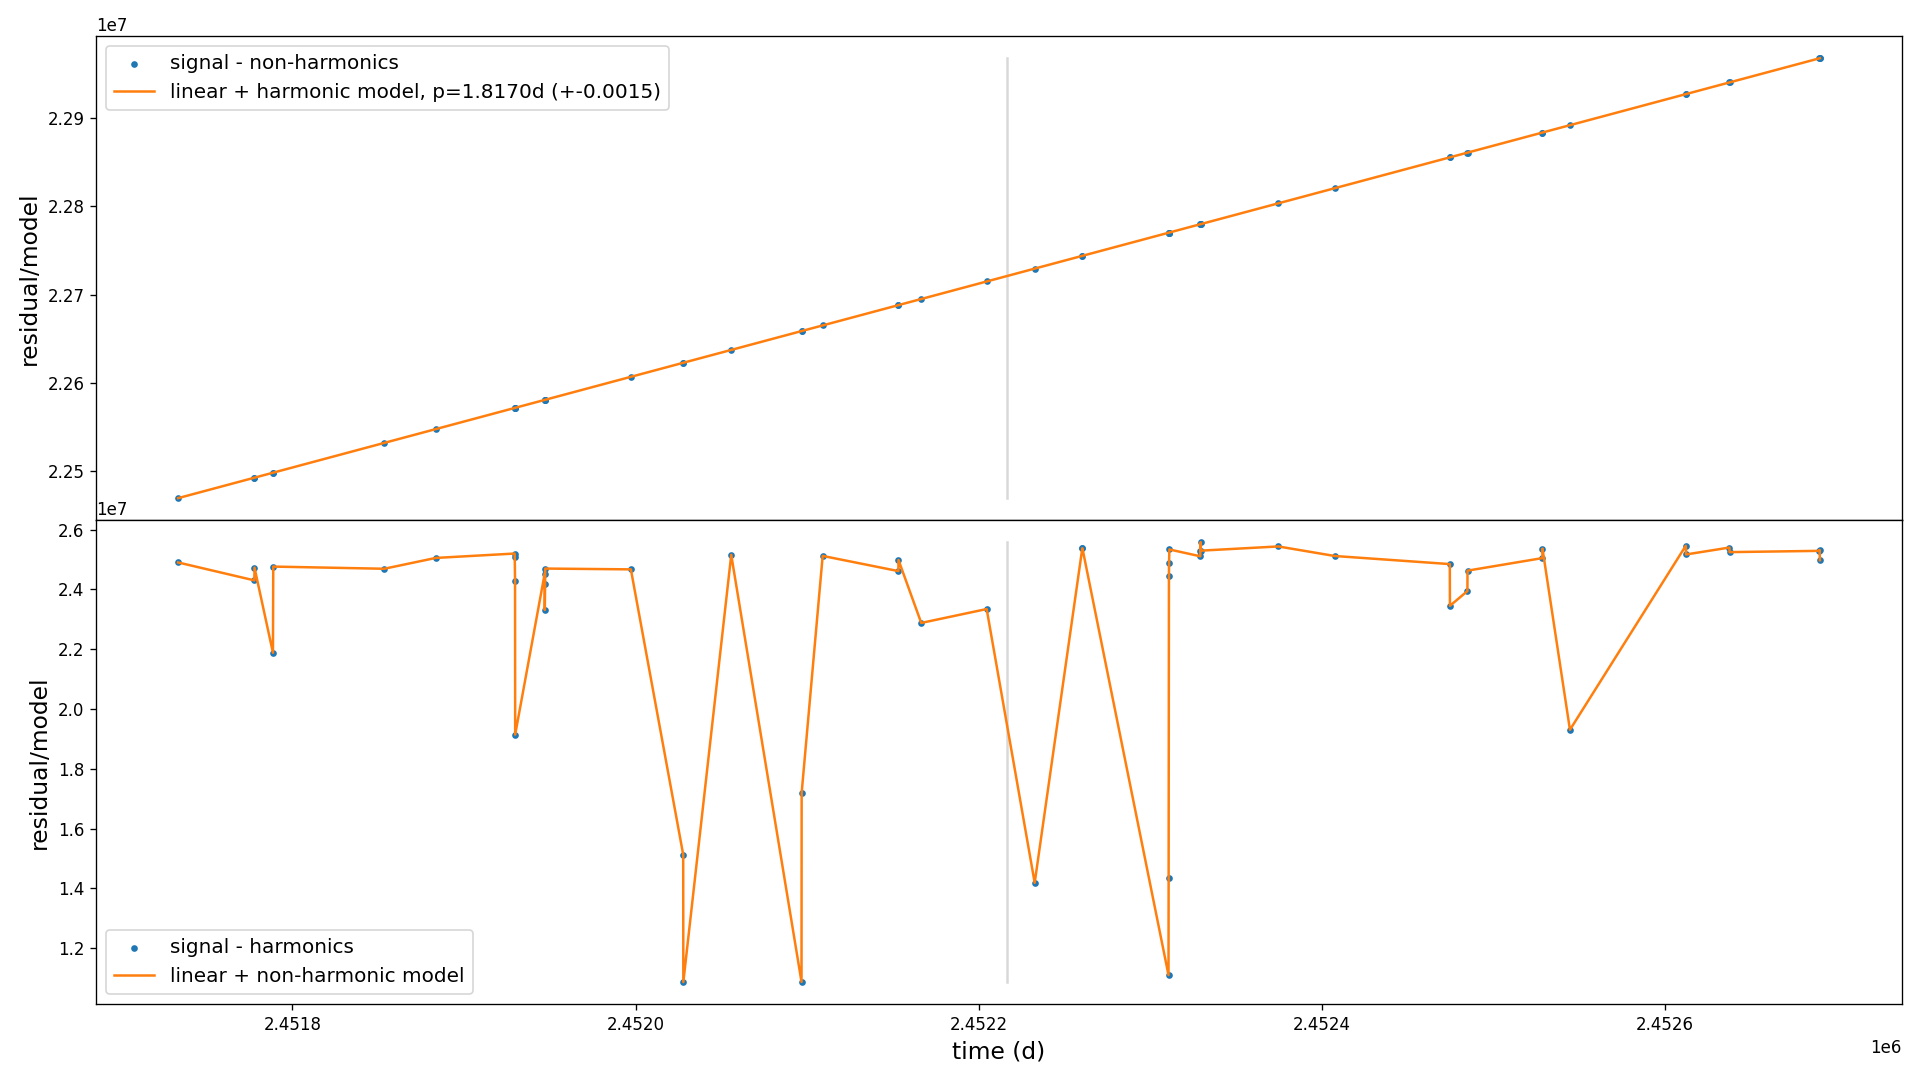 1e7
signal - non-harmonics
linear + harmonic model, p=1.8170d (+-0.0015)
2.29
2.28
2.27
2.26
2.25
residual/model
1e7
2.6
2.4
2.2
2.0
1.8
1.6
1.4
1.2
residual/model
signal - harmonics
linear + non-harmonic model
2.4518 2.4520 2.4522 2.4524 2.4526
time (d)
1e6